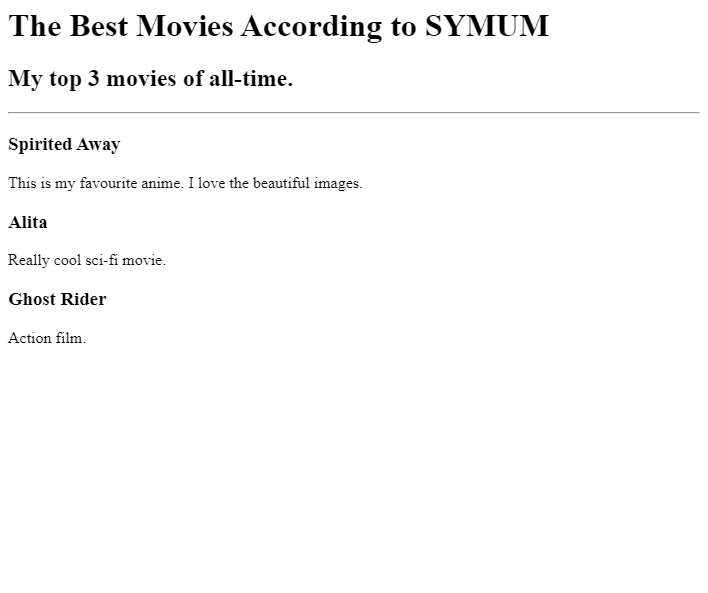 The Best Movies According to SYMUM
My top 3 movies of all-time.
Spirited Away
This is my favourite anime. I love the beautiful images.
Alita
Really cool sci-fi movie.
Ghost Rider
Action film.